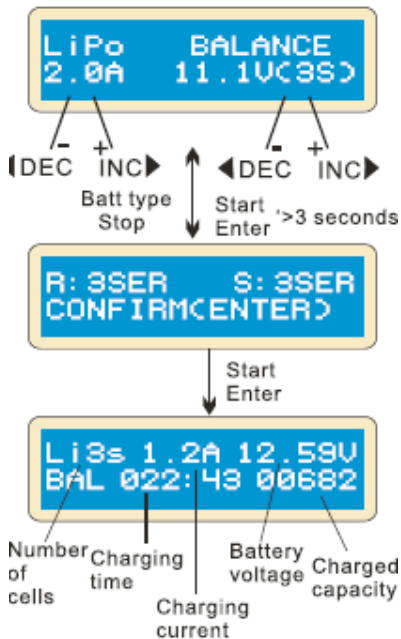 LiPo BALANCE
2.0A 11.1V(3S)
- + - +
◀DEC INC▶ ◀DEC INC▶
Batt type
Stop
Start
Enter '>3 seconds
R: 3SER S: 3SER
CONFIRM(ENTER)
Start
Enter
Li3s 1.2A 12.59V
BAL 022:43 00682
Number
of
cells
Charging
time
Charging
current
Battery
voltage
Charged
capacity